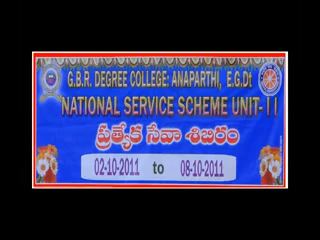 G.B.R. DEGREE COLLEGE: ANAPARTHI, E.G.Dt
NATIONAL SERVICE SCHEME UNIT-II
ప్రత్యేక సేవా శిబిరం
02-10-2011 to 08-10-2011